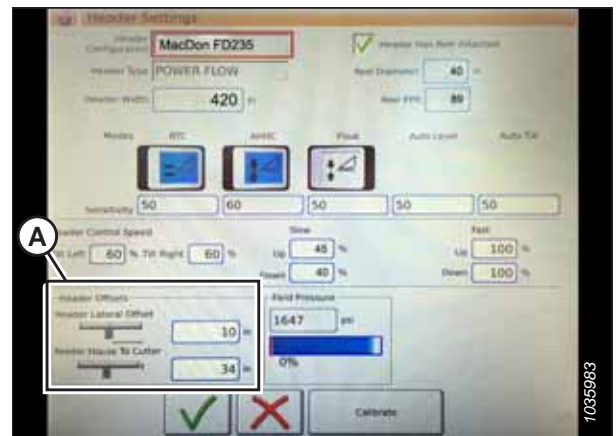 Header Settings
Header Configuration MacDon FD235 Header Has Reel Attached
Header Type POWER FLOW Reel Diameter 40 in
Header Width 420 in Reel PPR 89
Modes RTC AHHC Float Auto Level Auto Tilt
Sensitivity 50 60 50 50 50
A
Header Control Speed Slow Fast
Tilt Left 60 % Tilt Right 60 % Up 48 % Up 100 %
Down 40 % Down 100 %
Header Offsets Field Pressure
Header Lateral Offset 1647 psi
10 in
Feeder House To Cutter
34 in 0%
Calibrate
1035983